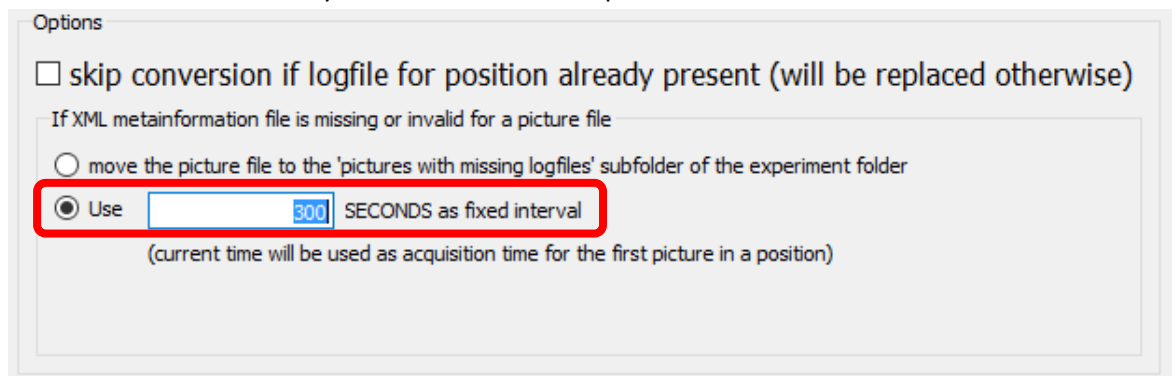 Options
skip conversion if logfile for position already present (will be replaced otherwise)
If XML metainformation file is missing or invalid for a picture file
move the picture file to the 'pictures with missing logfiles' subfolder of the experiment folder
Use 300 SECONDS as fixed interval
(current time will be used as acquisition time for the first picture in a position)